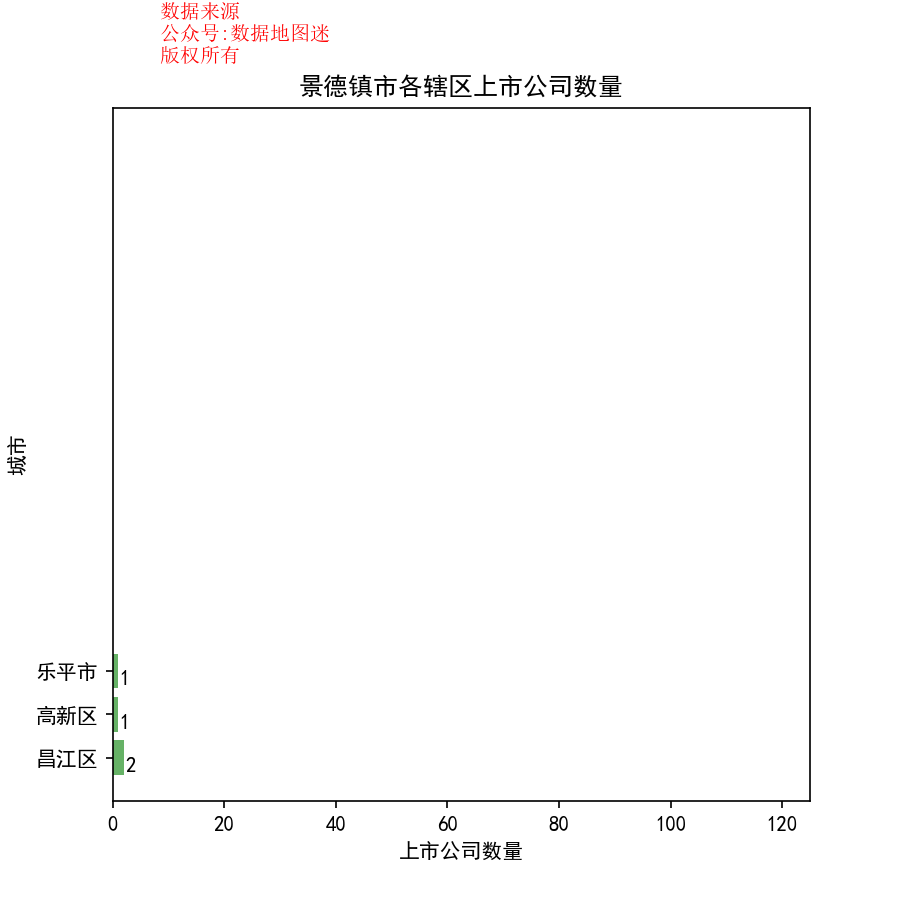 数据来源
公众号:数据地图迷
版权所有
景德镇市各辖区上市公司数量
城市
乐平市
1
高新区
1
昌江区
2
0 20 40 60 80 100 120
上市公司数量